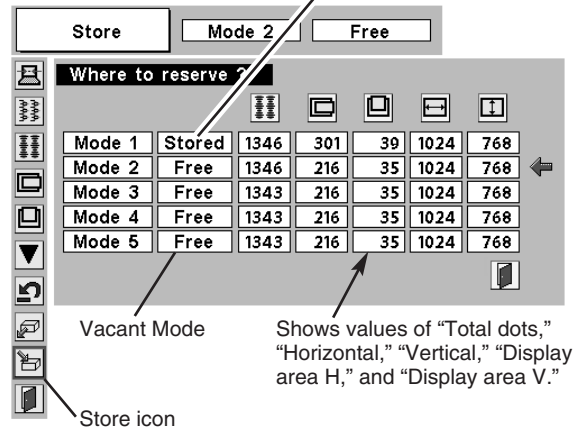 Store Mode 2 Free
Where to reserve ?
Mode 1 Stored 1346 301 39 1024 768
Mode 2 Free 1346 216 35 1024 768
Mode 3 Free 1343 216 35 1024 768
Mode 4 Free 1343 216 35 1024 768
Mode 5 Free 1343 216 35 1024 768
Vacant Mode
Shows values of “Total dots,”
“Horizontal,” “Vertical,” “Display
area H,” and “Display area V.”
Store icon